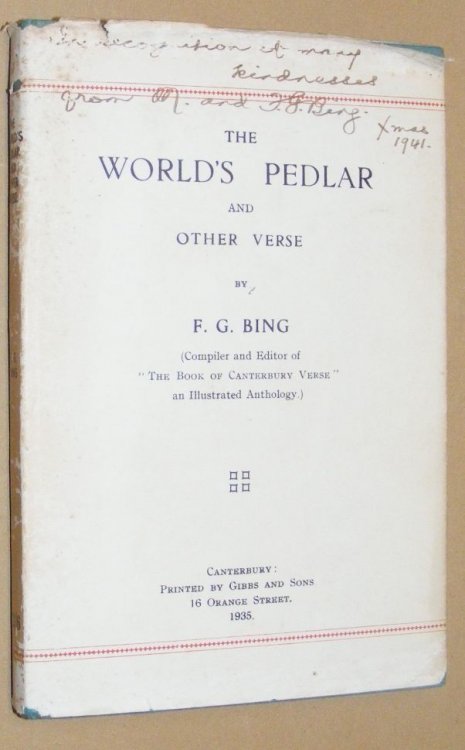 In recognition of many
kindnesses
from M. and F. G. Bing.
Xmas
1941.
THE
WORLD'S PEDLAR
AND
OTHER VERSE
BY
F. G. BING
(Compiler and Editor of
"THE BOOK OF CANTERBURY VERSE"
an Illustrated Anthology.)
CANTERBURY:
PRINTED BY GIBBS AND SONS
16 ORANGE STREET.
1935.